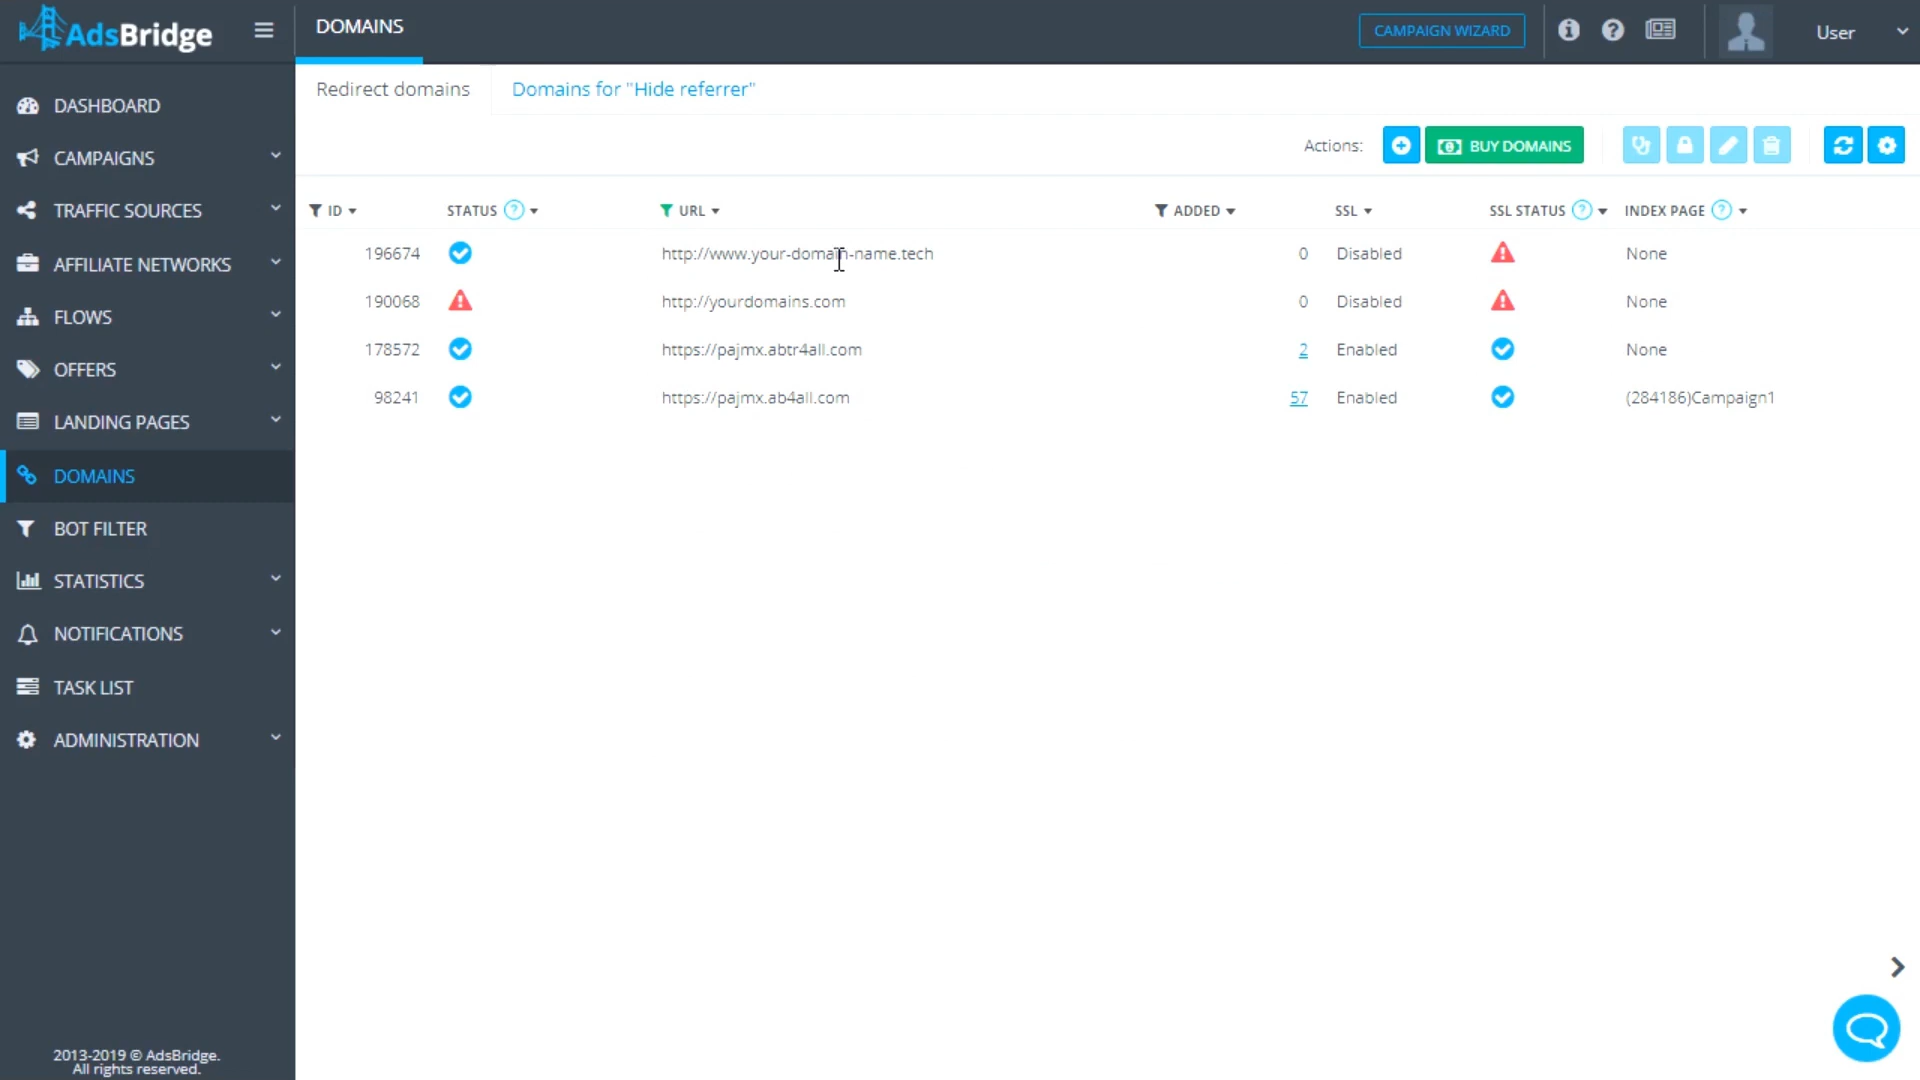 AdsBridge
DOMAINS
CAMPAIGN WIZARD
User
DASHBOARD
CAMPAIGNS
TRAFFIC SOURCES
AFFILIATE NETWORKS
FLOWS
OFFERS
LANDING PAGES
DOMAINS
BOT FILTER
STATISTICS
NOTIFICATIONS
TASK LIST
ADMINISTRATION
2013-2019 © AdsBridge.
All rights reserved.
Redirect domains
Domains for "Hide referrer"
Actions:
BUY DOMAINS
ID STATUS ? URL ADDED SSL SSL STATUS ? INDEX PAGE ?
196674 http://www.your-domain-name.tech 0 Disabled None
190068 http://yourdomains.com 0 Disabled None
178572 https://pajmx.abtr4all.com 2 Enabled None
98241 https://pajmx.ab4all.com 57 Enabled (284186)Campaign1